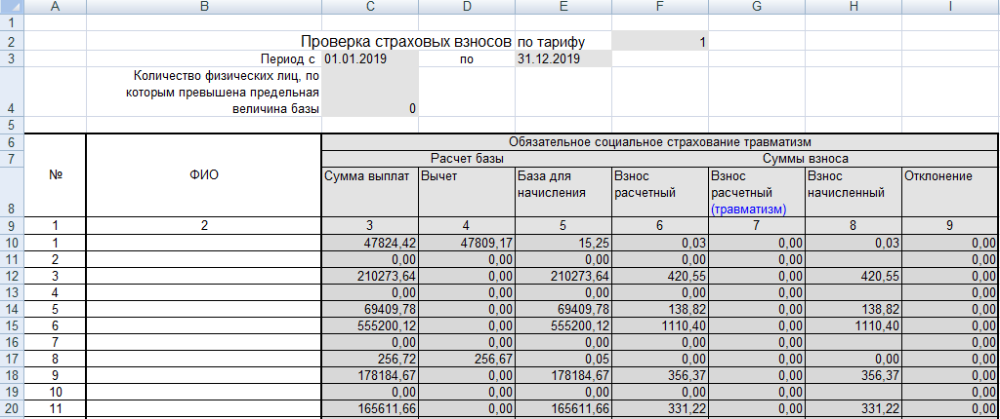 A B C D E F G H I
1
2 Проверка страховых взносов по тарифу 1
3 Период с 01.01.2019 по 31.12.2019
Количество физических лиц, по
которым превышена предельная
4 величина базы 0
5
6 Обязательное социальное страхование травматизм
7 Расчет базы Суммы взноса
№ ФИО Сумма выплат Вычет База для Взнос Взнос Взнос Отклонение
начисления расчетный расчетный начисленный
8 (травматизм)
9 1 2 3 4 5 6 7 8 9
10 1 47824,42 47809,17 15,25 0,03 0,00 0,03 0,00
11 2 0,00 0,00 0,00 0,00 0,00 0,00
12 3 210273,64 0,00 210273,64 420,55 0,00 420,55 0,00
13 4 0,00 0,00 0,00 0,00 0,00 0,00
14 5 69409,78 0,00 69409,78 138,82 0,00 138,82 0,00
15 6 555200,12 0,00 555200,12 1110,40 0,00 1110,40 0,00
16 7 0,00 0,00 0,00 0,00 0,00 0,00
17 8 256,72 256,67 0,05 0,00 0,00 0,00 0,00
18 9 178184,67 0,00 178184,67 356,37 0,00 356,37 0,00
19 10 0,00 0,00 0,00 0,00 0,00 0,00
20 11 165611,66 0,00 165611,66 331,22 0,00 331,22 0,00